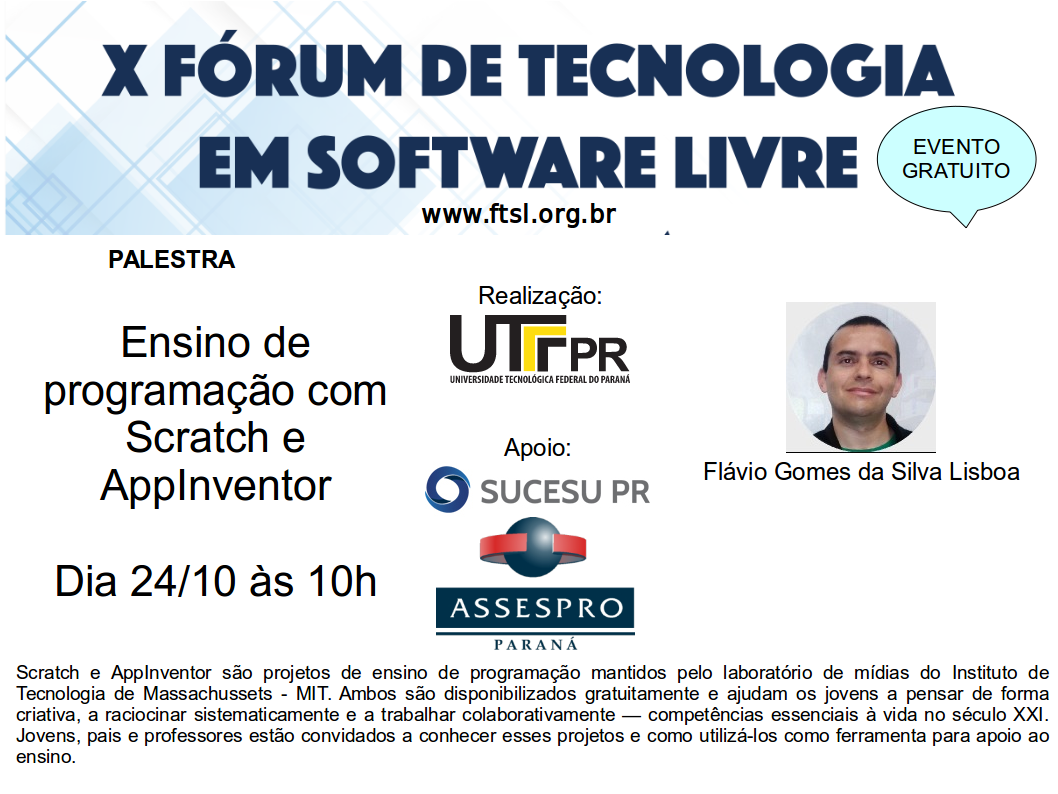 X FÓRUM DE TECNOLOGIA
EM SOFTWARE LIVRE
EVENTO
GRATUITO
www.ftsl.org.br
PALESTRA
Ensino de
programação com
Scratch e
AppInventor
Dia 24/10 às 10h
Realização:
UTFPR
UNIVERSIDADE TECNOLÓGICA FEDERAL DO PARANÁ
Apoio:
SUCESU PR
ASSESPRO
PARANÁ
Flávio Gomes da Silva Lisboa
Scratch e AppInventor são projetos de ensino de programação mantidos pelo laboratório de mídias do Instituto de
Tecnologia de Massachussets - MIT. Ambos são disponibilizados gratuitamente e ajudam os jovens a pensar de forma
criativa, a raciocinar sistematicamente e a trabalhar colaborativamente — competências essenciais à vida no século XXI.
Jovens, pais e professores estão convidados a conhecer esses projetos e como utilizá-los como ferramenta para apoio ao
ensino.